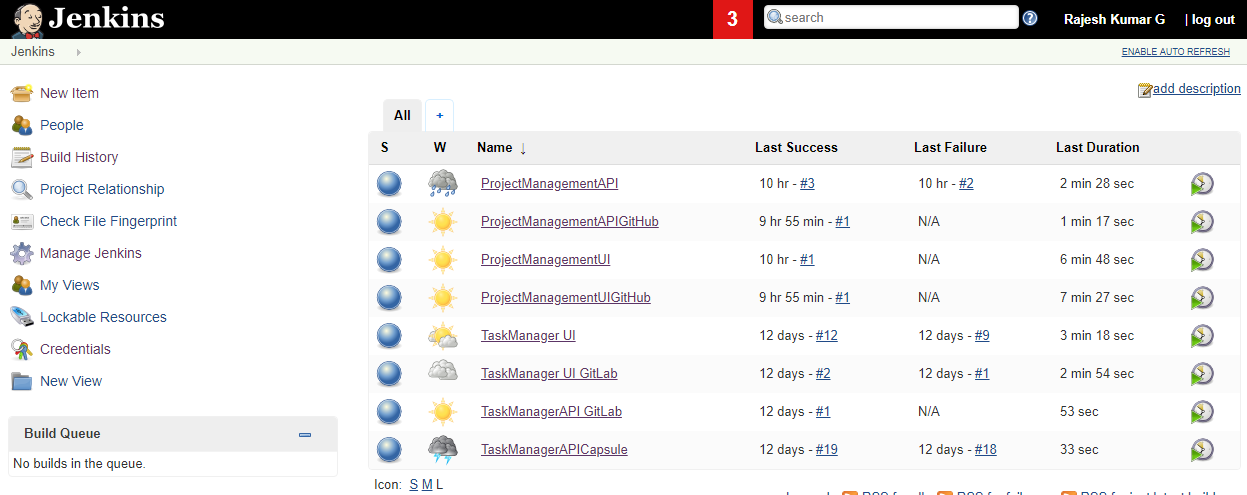 Jenkins 3 search Rajesh Kumar G | log out
Jenkins ENABLE AUTO REFRESH
New Item
People
Build History
Project Relationship
Check File Fingerprint
Manage Jenkins
My Views
Lockable Resources
Credentials
New View
Build Queue
No builds in the queue.
add description
All +
S W Name ↓ Last Success Last Failure Last Duration
ProjectManagementAPI 10 hr - #3 10 hr - #2 2 min 28 sec
ProjectManagementAPIGitHub 9 hr 55 min - #1 N/A 1 min 17 sec
ProjectManagementUI 10 hr - #1 N/A 6 min 48 sec
ProjectManagementUIGitHub 9 hr 55 min - #1 N/A 7 min 27 sec
TaskManager UI 12 days - #12 12 days - #9 3 min 18 sec
TaskManager UI GitLab 12 days - #2 12 days - #1 2 min 54 sec
TaskManagerAPI GitLab 12 days - #1 N/A 53 sec
TaskManagerAPICapsule 12 days - #19 12 days - #18 33 sec
Icon: S M L